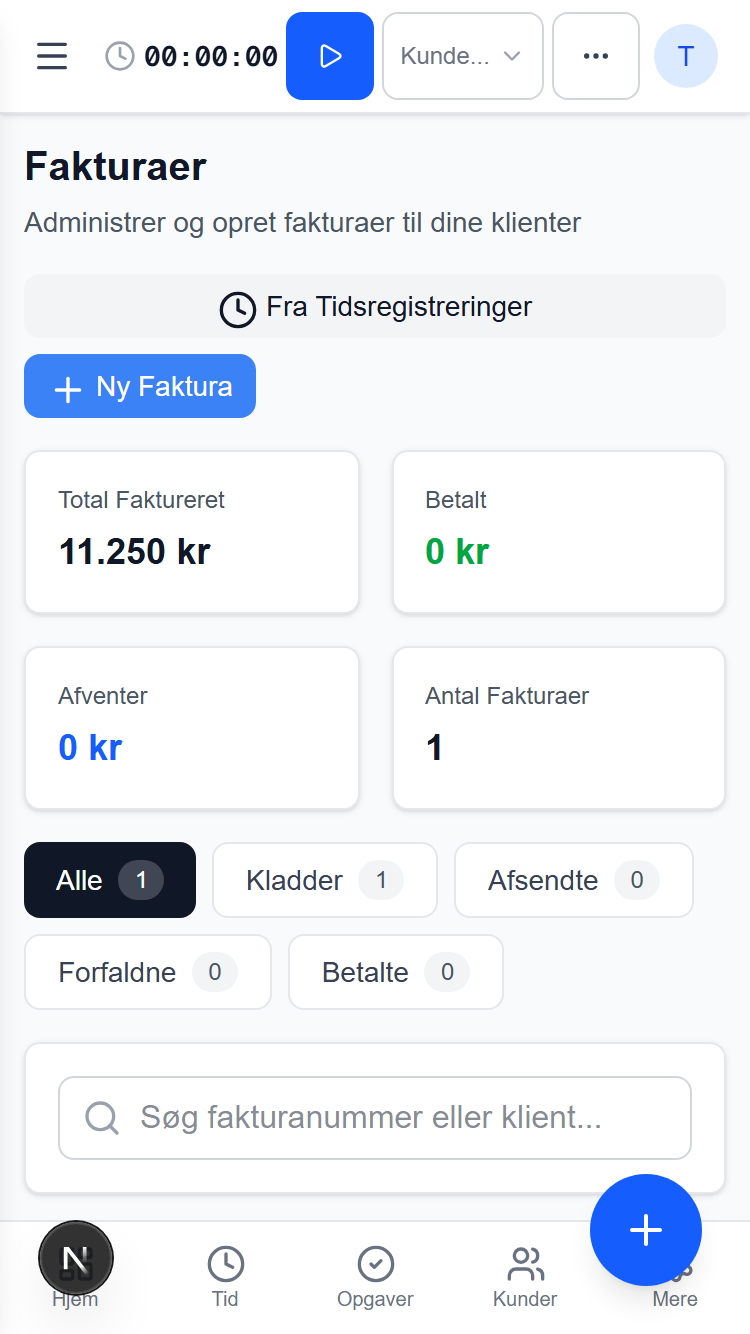 00:00:00
Kunde...
T
Fakturaer
Administrer og opret fakturaer til dine klienter
Fra Tidsregistreringer
Ny Faktura
Total Faktureret
11.250 kr
Betalt
0 kr
Afventer
0 kr
Antal Fakturaer
1
Alle 1
Kladder 1
Afsendte 0
Forfaldne 0
Betalte 0
Søg fakturanummer eller klient...
N
Hjem
Tid
Opgaver
Kunder
Mere